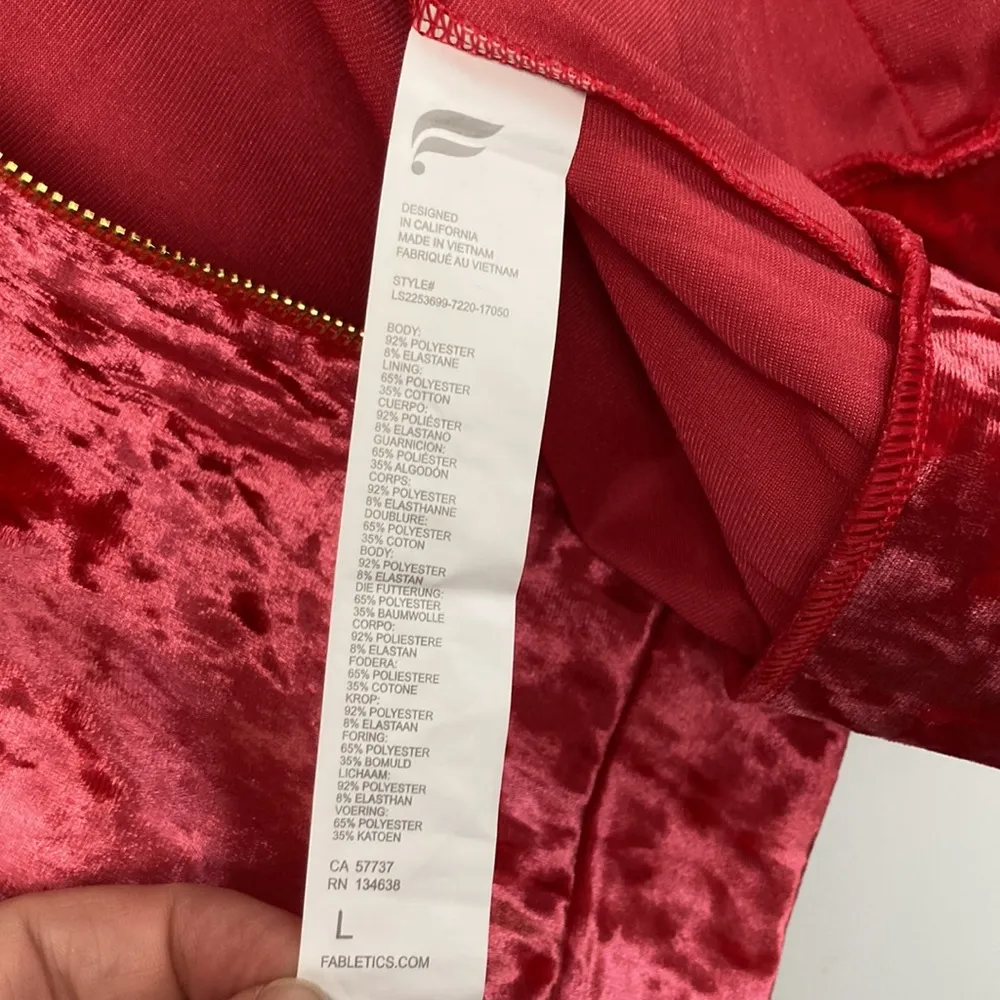 DESIGNED
IN CALIFORNIA
MADE IN VIETNAM
FABRIQUÉ AU VIETNAM
STYLE#
LS2253699-7220-17050
BODY:
92% POLYESTER
8% ELASTANE
LINING:
65% POLYESTER
35% COTTON
CUERPO:
92% POLIÉSTER
8% ELASTANO
GUARNICION:
65% POLIÉSTER
35% ALGODÓN
CORPS:
92% POLYESTER
8% ELASTHANNE
DOUBLURE:
65% POLYESTER
35% COTON
BODY:
92% POLYESTER
8% ELASTAN
DIE FUTTERUNG:
65% POLYESTER
35% BAUMWOLLE
CORPO:
92% POLIESTERE
8% ELASTAN
FODERA:
65% POLIESTERE
35% COTONE
KROP:
92% POLYESTER
8% ELASTAAN
FORING:
65% POLYESTER
35% BOMULD
LICHAAM:
92% POLYESTER
8% ELASTHAN
VOERING:
65% POLYESTER
35% KATOEN
CA 57737
RN 134638
L
FABLETICS.COM